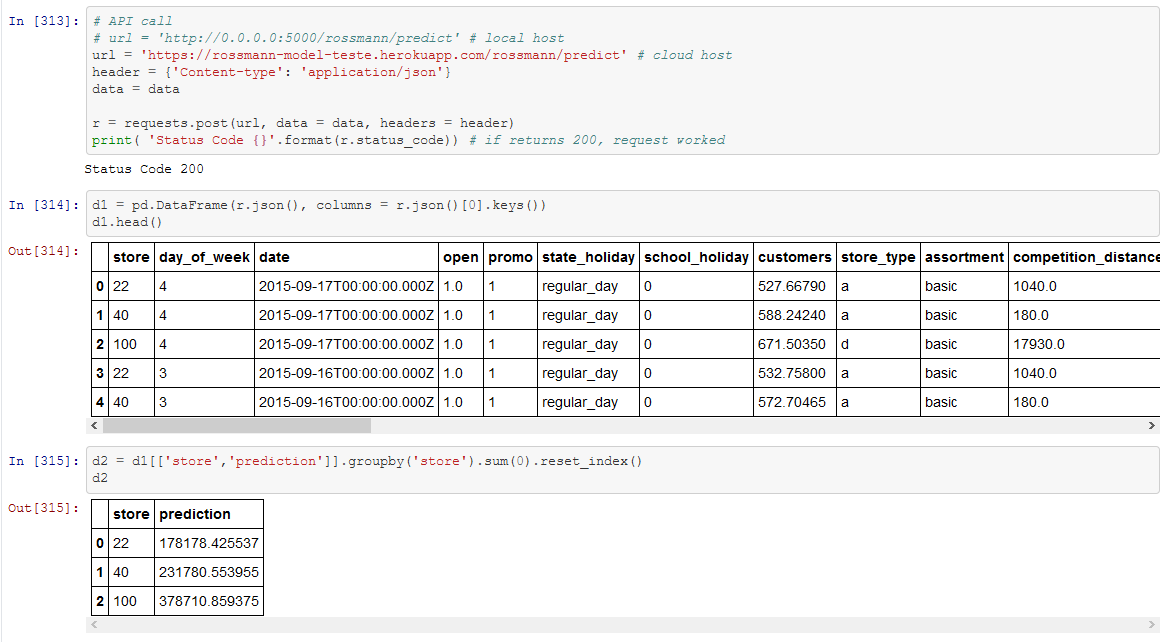 In [313]: # API call
# url = 'http://0.0.0.0:5000/rossmann/predict' # local host
url = 'https://rossmann-model-teste.herokuapp.com/rossmann/predict' # cloud host
header = {'Content-type': 'application/json'}
data = data
r = requests.post(url, data = data, headers = header)
print( 'Status Code {}'.format(r.status_code)) # if returns 200, request worked
Status Code 200
In [314]: d1 = pd.DataFrame(r.json(), columns = r.json()[0].keys())
d1.head()
Out[314]:
store day_of_week date open promo state_holiday school_holiday customers store_type assortment competition_distance
0 22 4 2015-09-17T00:00:00.000Z 1.0 1 regular_day 0 527.66790 a basic 1040.0
1 40 4 2015-09-17T00:00:00.000Z 1.0 1 regular_day 0 588.24240 a basic 180.0
2 100 4 2015-09-17T00:00:00.000Z 1.0 1 regular_day 0 671.50350 d basic 17930.0
3 22 3 2015-09-16T00:00:00.000Z 1.0 1 regular_day 0 532.75800 a basic 1040.0
4 40 3 2015-09-16T00:00:00.000Z 1.0 1 regular_day 0 572.70465 a basic 180.0
In [315]: d2 = d1[['store','prediction']].groupby('store').sum(0).reset_index()
d2
Out[315]:
store prediction
0 22 178178.425537
1 40 231780.553955
2 100 378710.859375